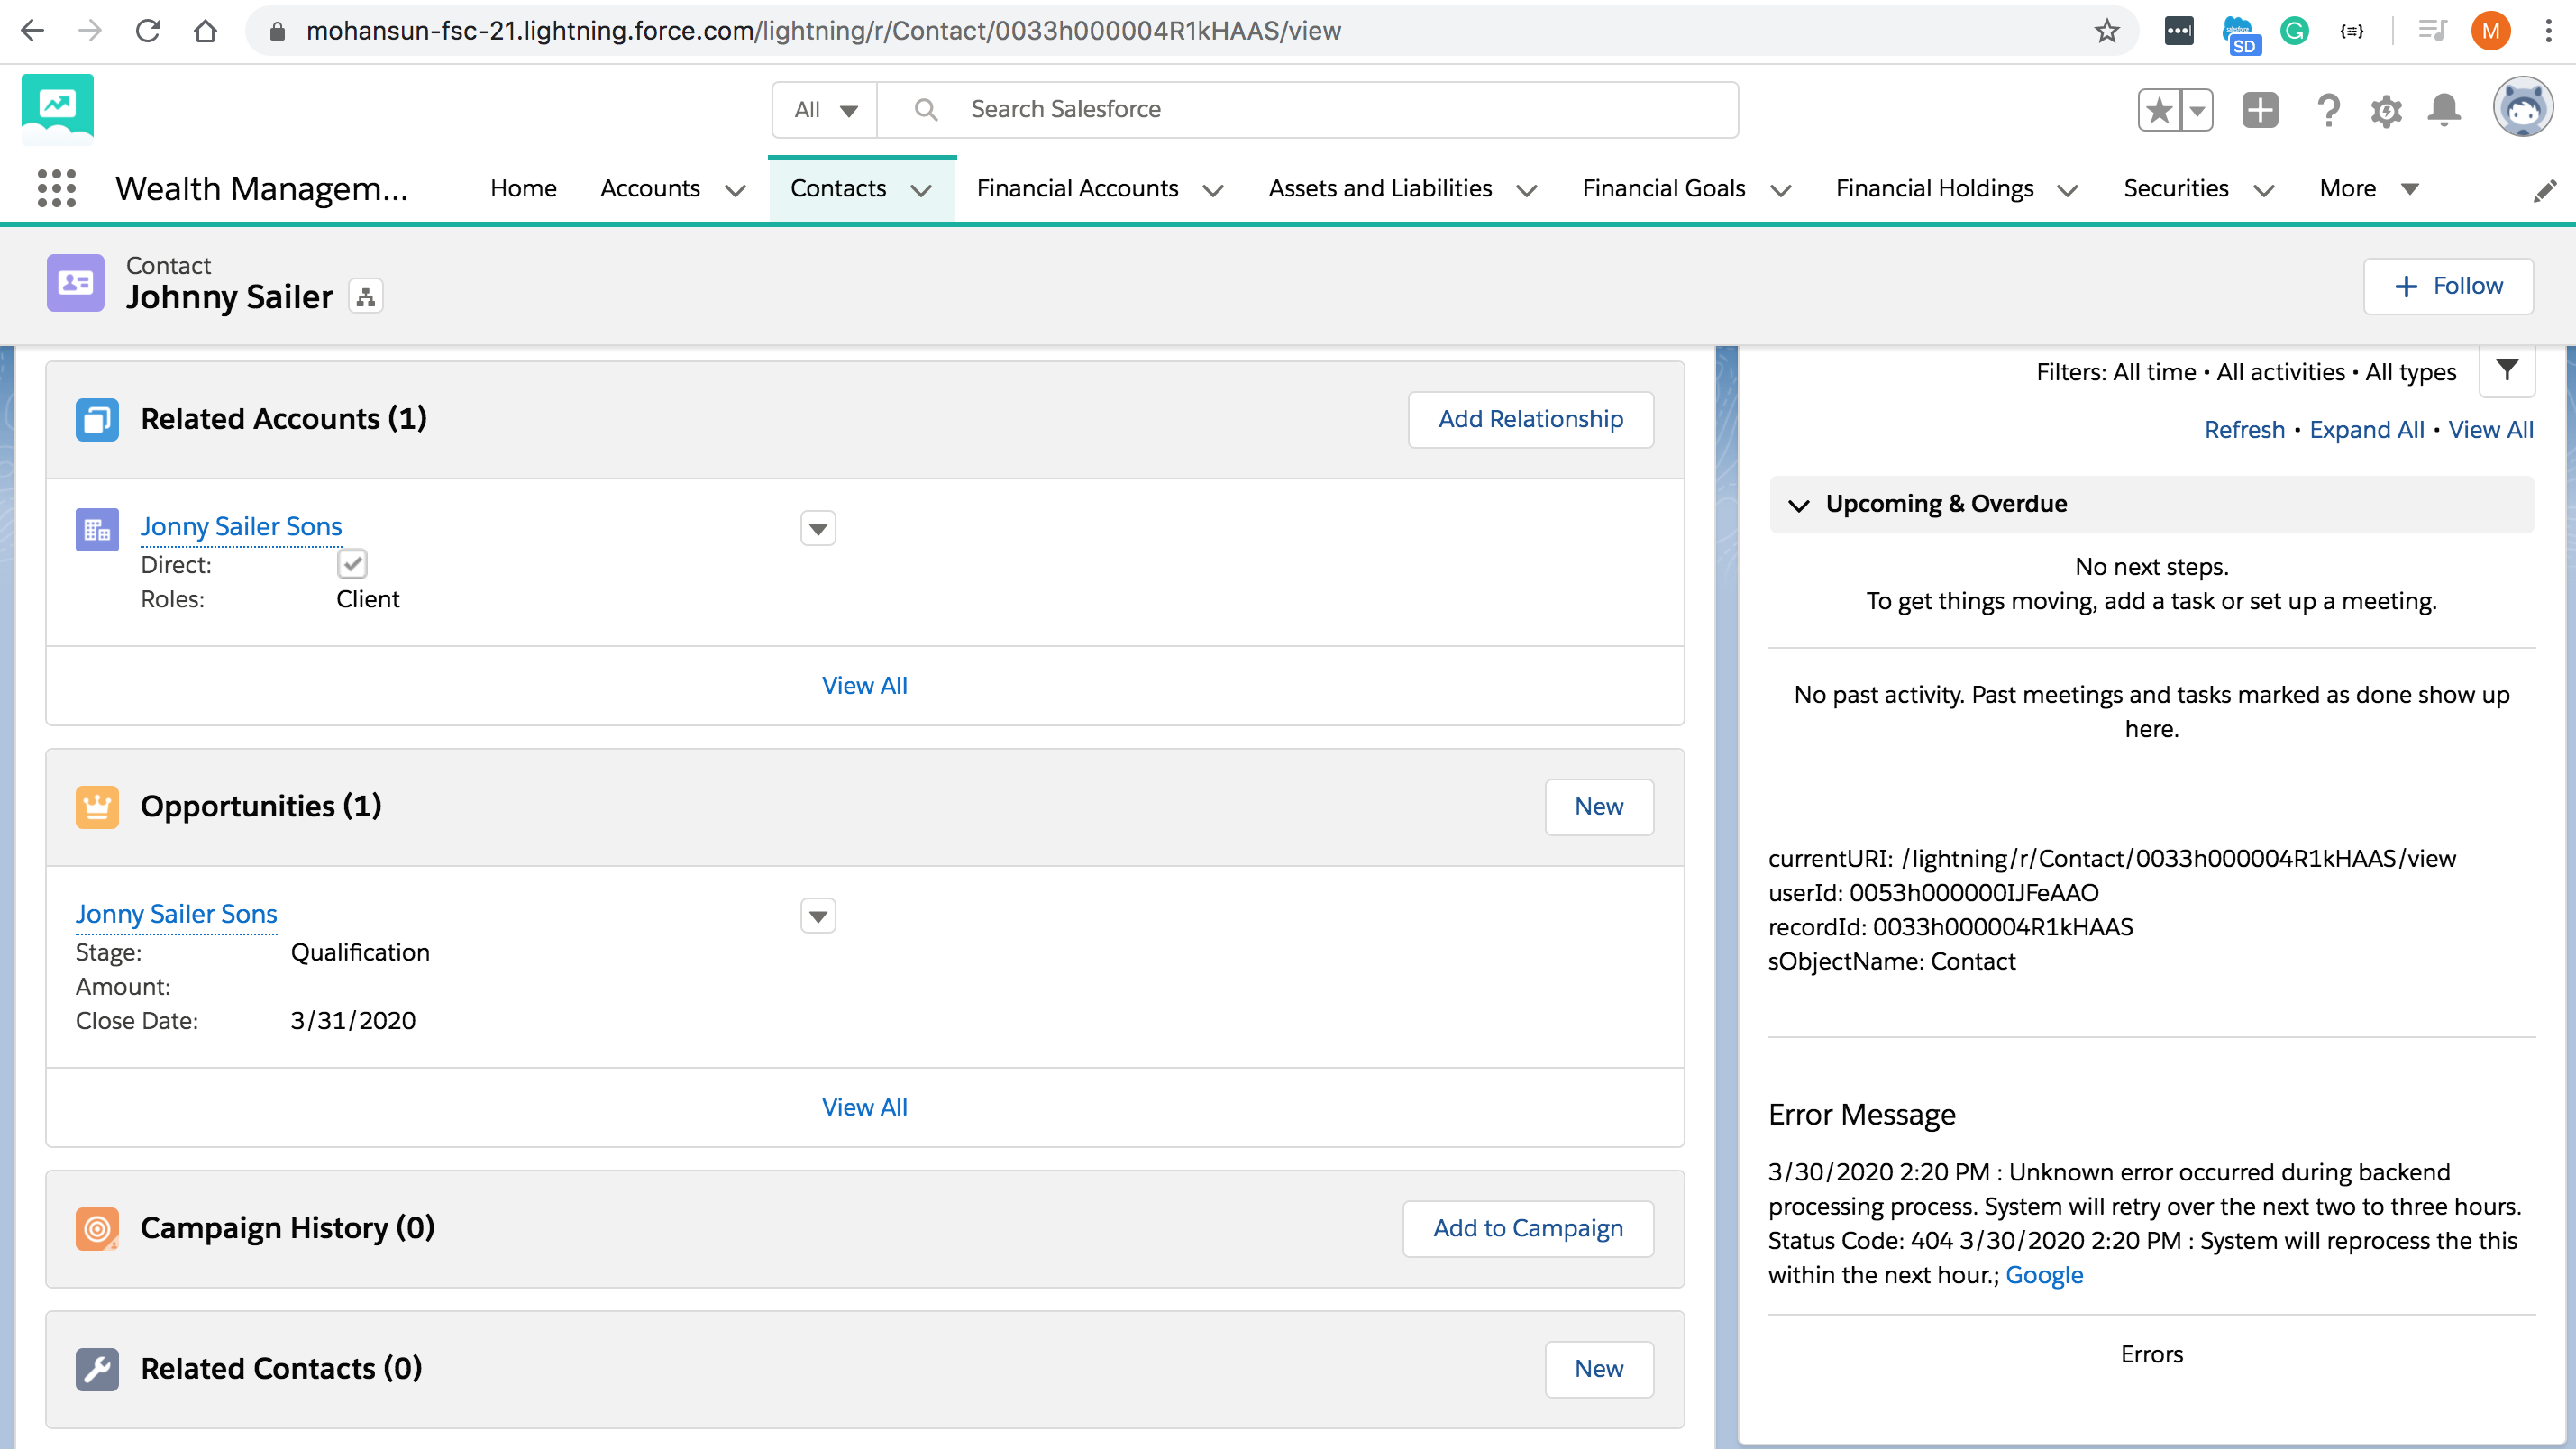 mohansun-fsc-21.lightning.force.com/lightning/r/Contact/0033h000004R1kHAAS/view
SD
M
All
Search Salesforce
Wealth Managem...
Home
Accounts
Contacts
Financial Accounts
Assets and Liabilities
Financial Goals
Financial Holdings
Securities
More
Contact
Johnny Sailer
Follow
Related Accounts (1)
Add Relationship
Jonny Sailer Sons
Direct:
Roles: Client
View All
Opportunities (1)
New
Jonny Sailer Sons
Stage: Qualification
Amount:
Close Date: 3/31/2020
View All
Campaign History (0)
Add to Campaign
Related Contacts (0)
New
Filters: All time • All activities • All types
Refresh • Expand All • View All
Upcoming & Overdue
No next steps.
To get things moving, add a task or set up a meeting.
No past activity. Past meetings and tasks marked as done show up
here.
currentURI: /lightning/r/Contact/0033h000004R1kHAAS/view
userId: 0053h000000IJFeAAO
recordId: 0033h000004R1kHAAS
sObjectName: Contact
Error Message
3/30/2020 2:20 PM : Unknown error occurred during backend
processing process. System will retry over the next two to three hours.
Status Code: 404 3/30/2020 2:20 PM : System will reprocess the this
within the next hour.; Google
Errors